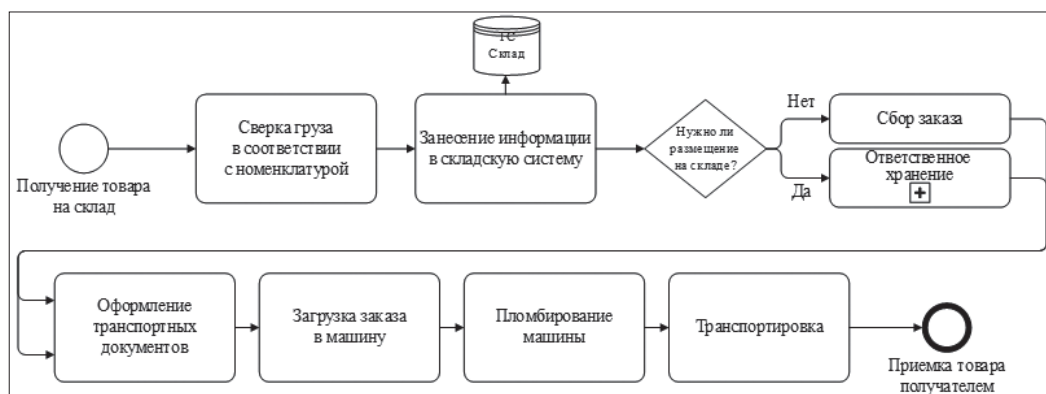 1С
Склад
Получение товара
на склад
Сверка груза
в соответствии
с номенклатурой
Занесение информации
в складскую систему
Нужно ли
размещение
на складе?
Нет
Да
Сбор заказа
Ответственное
хранение
Оформление
транспортных
документов
Загрузка заказа
в машину
Пломбирование
машины
Транспортировка
Приемка товара
получателем